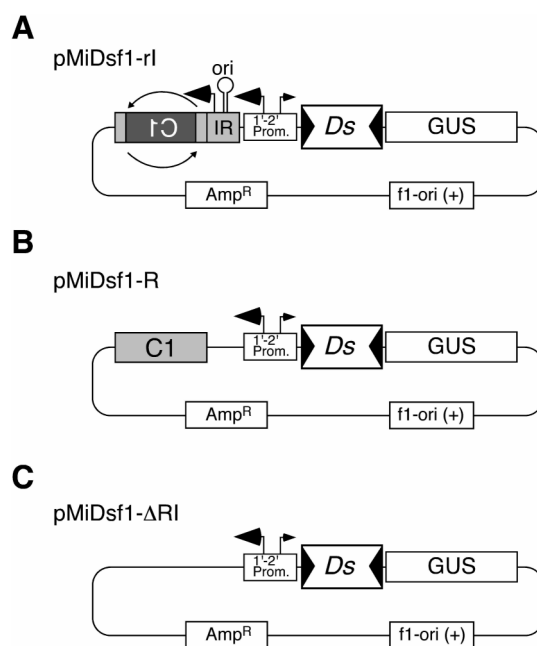 A
pMiDsf1-rI
ori
C1
IR
1'-2'
Prom.
Ds
GUS
AmpR
f1-ori (+)
B
pMiDsf1-R
C1
1'-2'
Prom.
Ds
GUS
AmpR
f1-ori (+)
C
pMiDsf1-ΔRI
1'-2'
Prom.
Ds
GUS
AmpR
f1-ori (+)